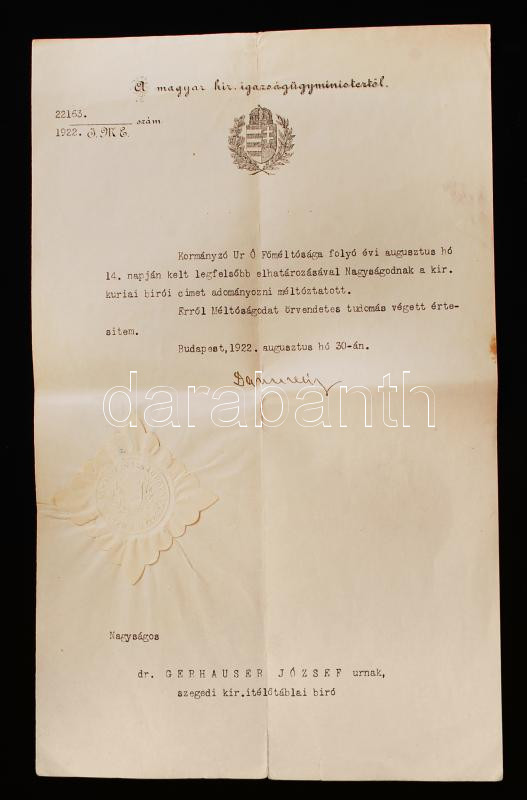 A magyar kir. igazságügyministertől.
22163.
szám
1922. I. M. E.
Kormányzó Ur Ő Főméltósága folyó évi augusztus hó
14. napján kelt legfelsőbb elhatározásával Nagyságodnak a kir.
kuriai birói cimet adományozni méltóztatott.
Erről Méltóságodat örvendetes tudomás végett érte-
sitem.
Budapest, 1922. augusztus hó 30-án.
darabanth
Nagyságos
dr. GERHAUSER JÓZSEF urnak,
szegedi kir.itélőtáblai biró